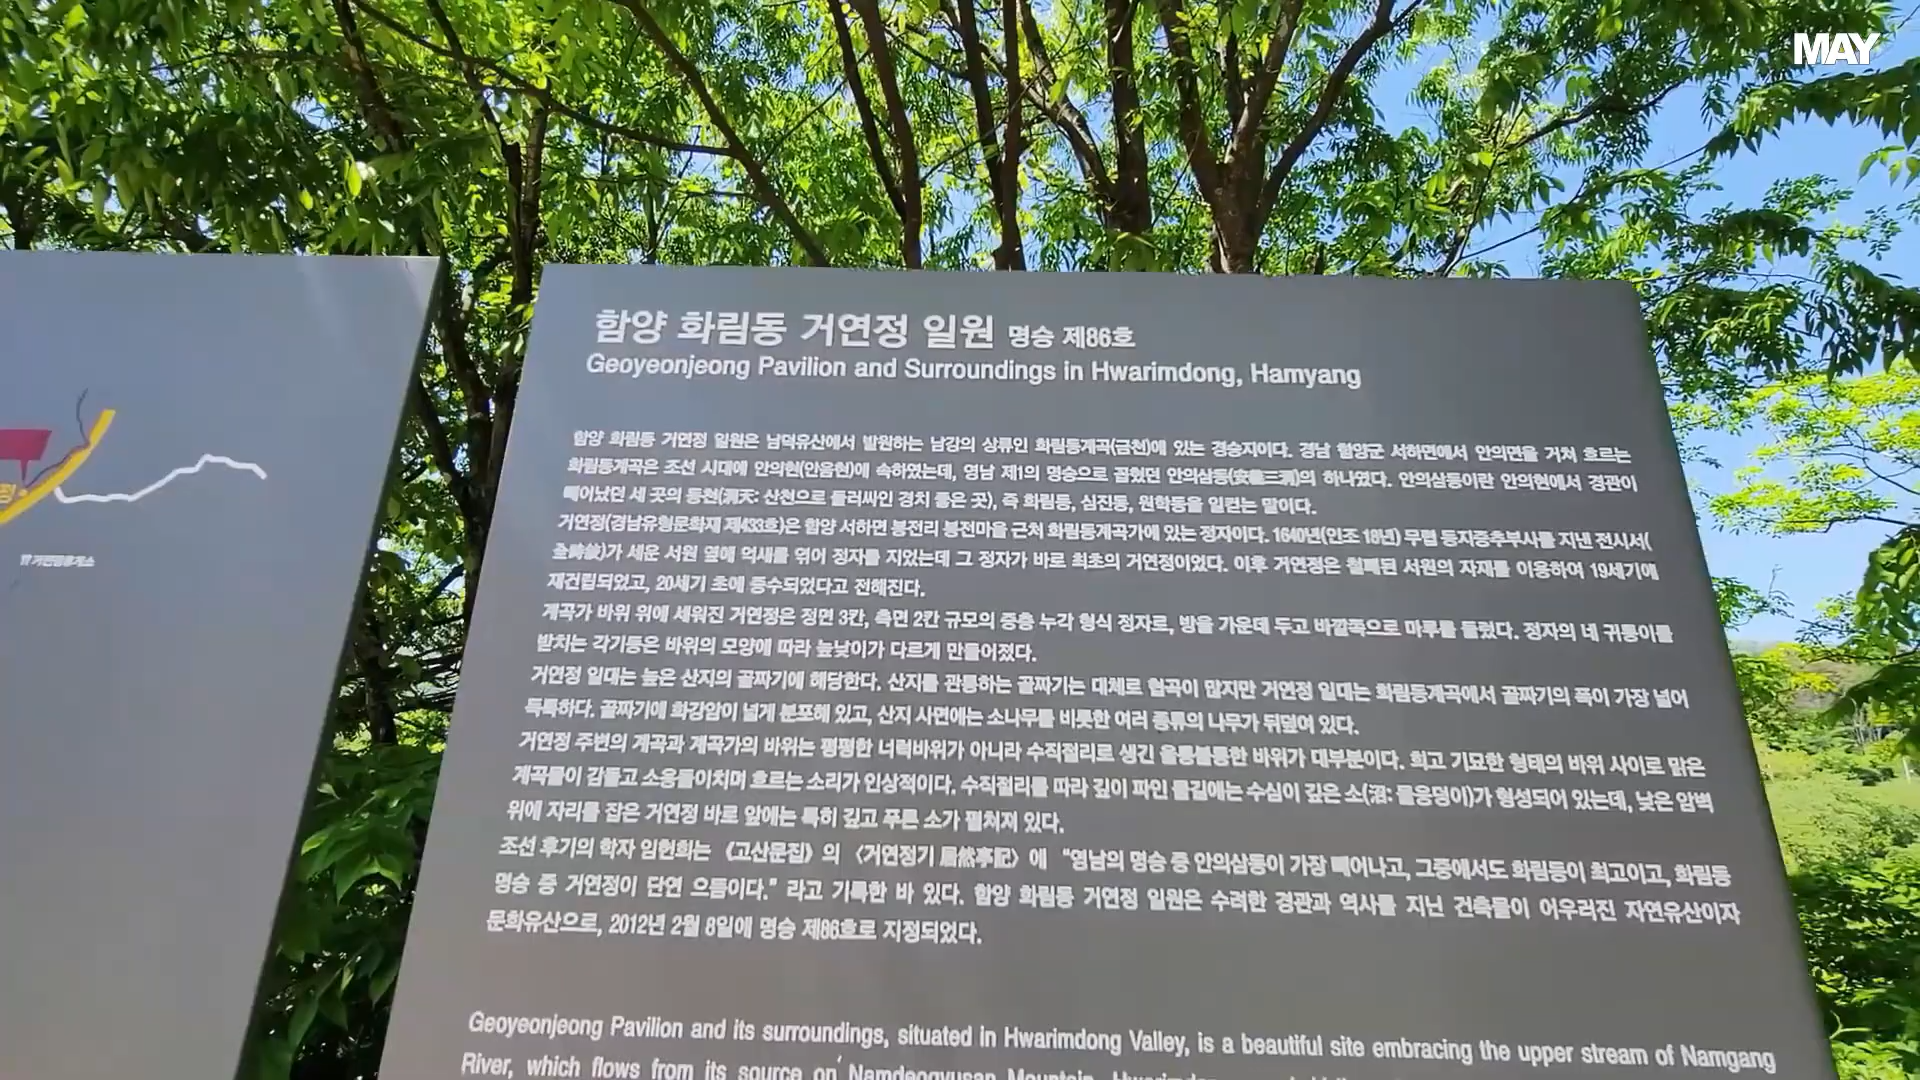 MAY
함양 화림동 거연정 일원 명승 제86호
Geoyeonjeong Pavilion and Surroundings in Hwarimdong, Hamyang
함양 화림동 거연정 일원은 남덕유산에서 발원하는 남강의 상류인 화림동계곡(금천)에 있는 경승지이다. 경남 함양군 서하면에서 안의면을 거쳐 흐르는
화림동계곡은 조선 시대에 안의현(안음현)에 속하였는데, 영남 제1의 명승으로 꼽혔던 안의삼동(安義三洞)의 하나였다. 안의삼동이란 안의현에서 경관이
빼어났던 세 곳의 동천(洞天: 산천으로 둘러싸인 경치 좋은 곳), 즉 화림동, 심진동, 원학동을 일컫는 말이다.
거연정(경남유형문화재 제433호)은 함양 서하면 봉전리 봉전마을 근처 화림동계곡가에 있는 정자이다. 1640년(인조 18년) 무렵 동지중추부사를 지낸 전시서(
全時敍)가 세운 서원 옆에 억새를 엮어 정자를 지었는데 그 정자가 바로 최초의 거연정이었다. 이후 거연정은 훼폐된 서원의 자재를 이용하여 19세기에
재건립되었고, 20세기 초에 중수되었다고 전해진다.
계곡가 바위 위에 세워진 거연정은 정면 3칸, 측면 2칸 규모의 중층 누각 형식 정자로, 방을 가운데 두고 바깥쪽으로 마루를 둘렀다. 정자의 네 귀퉁이를
받치는 각기둥은 바위의 모양에 따라 높낮이가 다르게 만들어졌다.
거연정 일대는 높은 산지의 골짜기에 해당한다. 산지를 관통하는 골짜기는 대체로 협곡이 많지만 거연정 일대는 화림동계곡에서 골짜기의 폭이 가장 넓어
독특하다. 골짜기에 화강암이 넓게 분포해 있고, 산지 사면에는 소나무를 비롯한 여러 종류의 나무가 뒤덮여 있다.
거연정 주변의 계곡과 계곡가의 바위는 평평한 너럭바위가 아니라 수직절리로 생긴 울퉁불퉁한 바위가 대부분이다. 희고 기묘한 형태의 바위 사이로 맑은
계곡물이 감돌고 소용돌이치며 흐르는 소리가 인상적이다. 수직절리를 따라 깊이 파인 물길에는 수심이 깊은 소(沼: 물웅덩이)가 형성되어 있는데, 낮은 암벽
위에 자리를 잡은 거연정 바로 앞에는 특히 깊고 푸른 소가 펼쳐져 있다.
조선 후기의 학자 임헌회는 《고산문집》의 〈거연정기 居然亭記〉에 “영남의 명승 중 안의삼동이 가장 빼어나고, 그중에서도 화림동이 최고이고, 화림동
명승 중 거연정이 단연 으뜸이다.” 라고 기록한 바 있다. 함양 화림동 거연정 일원은 수려한 경관과 역사를 지닌 건축물이 어우러진 자연유산이자
문화유산으로, 2012년 2월 8일에 명승 제86호로 지정되었다.
Geoyeonjeong Pavilion and its surroundings, situated in Hwarimdong Valley, is a beautiful site embracing the upper stream of Namgang
River, which flows from its source on Namdeogyusan Mountain.